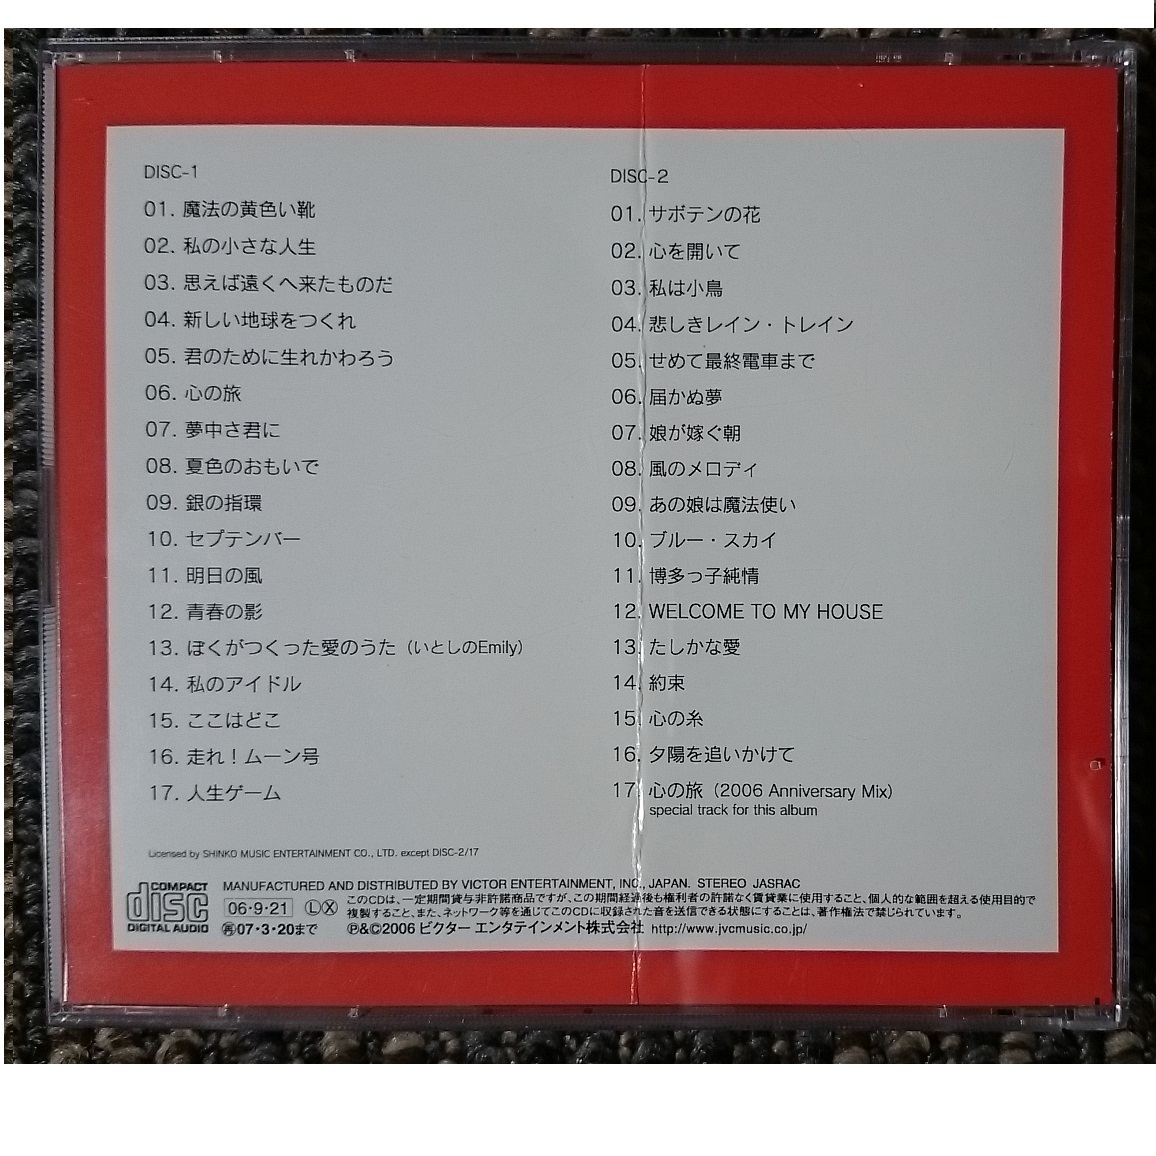 DISC-1
01. 魔法の黄色い靴
02. 私の小さな人生
03. 思えば遠くへ来たものだ
04. 新しい地球をつくれ
05. 君のために生れかわろう
06. 心の旅
07. 夢中さ君に
08. 夏色のおもいで
09. 銀の指環
10. セプテンバー
11. 明日の風
12. 青春の影
13. ぼくがつくった愛のうた（いとしのEmily）
14. 私のアイドル
15. ここはどこ
16. 走れ！ムーン号
17. 人生ゲーム
DISC-2
01. サボテンの花
02. 心を開いて
03. 私は小鳥
04. 悲しきレイン・トレイン
05. せめて最終電車まで
06. 届かぬ夢
07. 娘が嫁ぐ朝
08. 風のメロディ
09. あの娘は魔法使い
10. ブルー・スカイ
11. 博多っ子純情
12. WELCOME TO MY HOUSE
13. たしかな愛
14. 約束
15. 心の糸
16. 夕陽を追いかけて
17. 心の旅（2006 Anniversary Mix）
special track for this album
Licensed by SHINKO MUSIC ENTERTAINMENT CO., LTD. except DISC-2/17
COMPACT disc DIGITAL AUDIO
MANUFACTURED AND DISTRIBUTED BY VICTOR ENTERTAINMENT, INC., JAPAN. STEREO JASRAC
06・9・21 Ⓛ Ⓧ このCDは、一定期間貸与非許諾商品ですが、この期間経過後も権利者の許諾なく賃貸業に使用すること、個人的な範囲を超える使用目的で
複製すること、また、ネットワーク等を通じてこのCDに収録された音を送信できる状態にすることは、著作権法で禁じられています。
㊢07・3・20まで ℗&©2006 ビクター エンタテインメント株式会社 http://www.jvcmusic.co.jp/